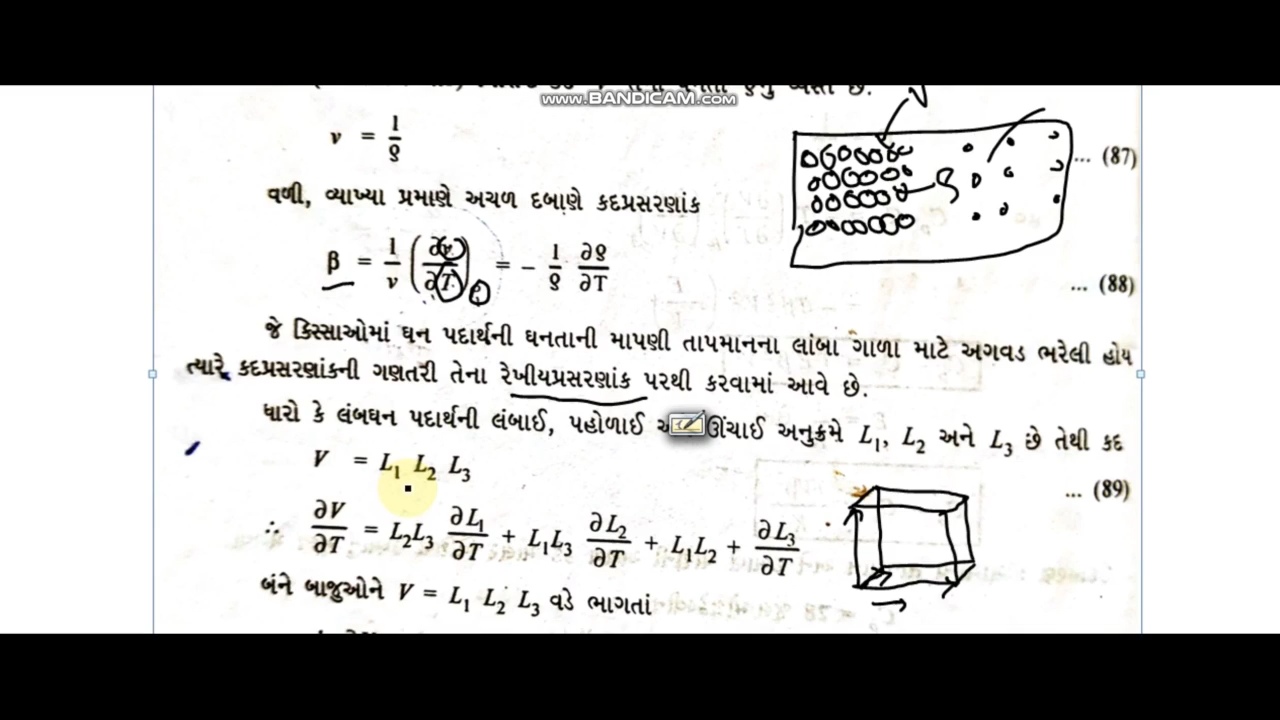 www.BANDICAM.com
v = 1/ρ ... (87)
વળી, વ્યાખ્યા પ્રમાણે અચળ દબાણે કદપ્રસરણાંક
β = 1/v (∂v/∂T)p = - 1/ρ ∂ρ/∂T ... (88)
જે કિસ્સાઓમાં ઘન પદાર્થની ઘનતાની માપણી તાપમાનના લાંબા ગાળા માટે અગવડ ભરેલી હોય
ત્યારે કદપ્રસરણાંકની ગણતરી તેના રેખીયપ્રસરણાંક પરથી કરવામાં આવે છે.
ધારો કે લંબઘન પદાર્થની લંબાઈ, પહોળાઈ ઊંચાઈ અનુક્રમે L₁, L₂ અને L₃ છે તેથી કદ
V = L₁ L₂ L₃ ... (89)
∴ ∂V/∂T = L₂L₃ ∂L₁/∂T + L₁L₃ ∂L₂/∂T + L₁L₂ + ∂L₃/∂T
બંને બાજુઓને V = L₁ L₂ L₃ વડે ભાગતાં